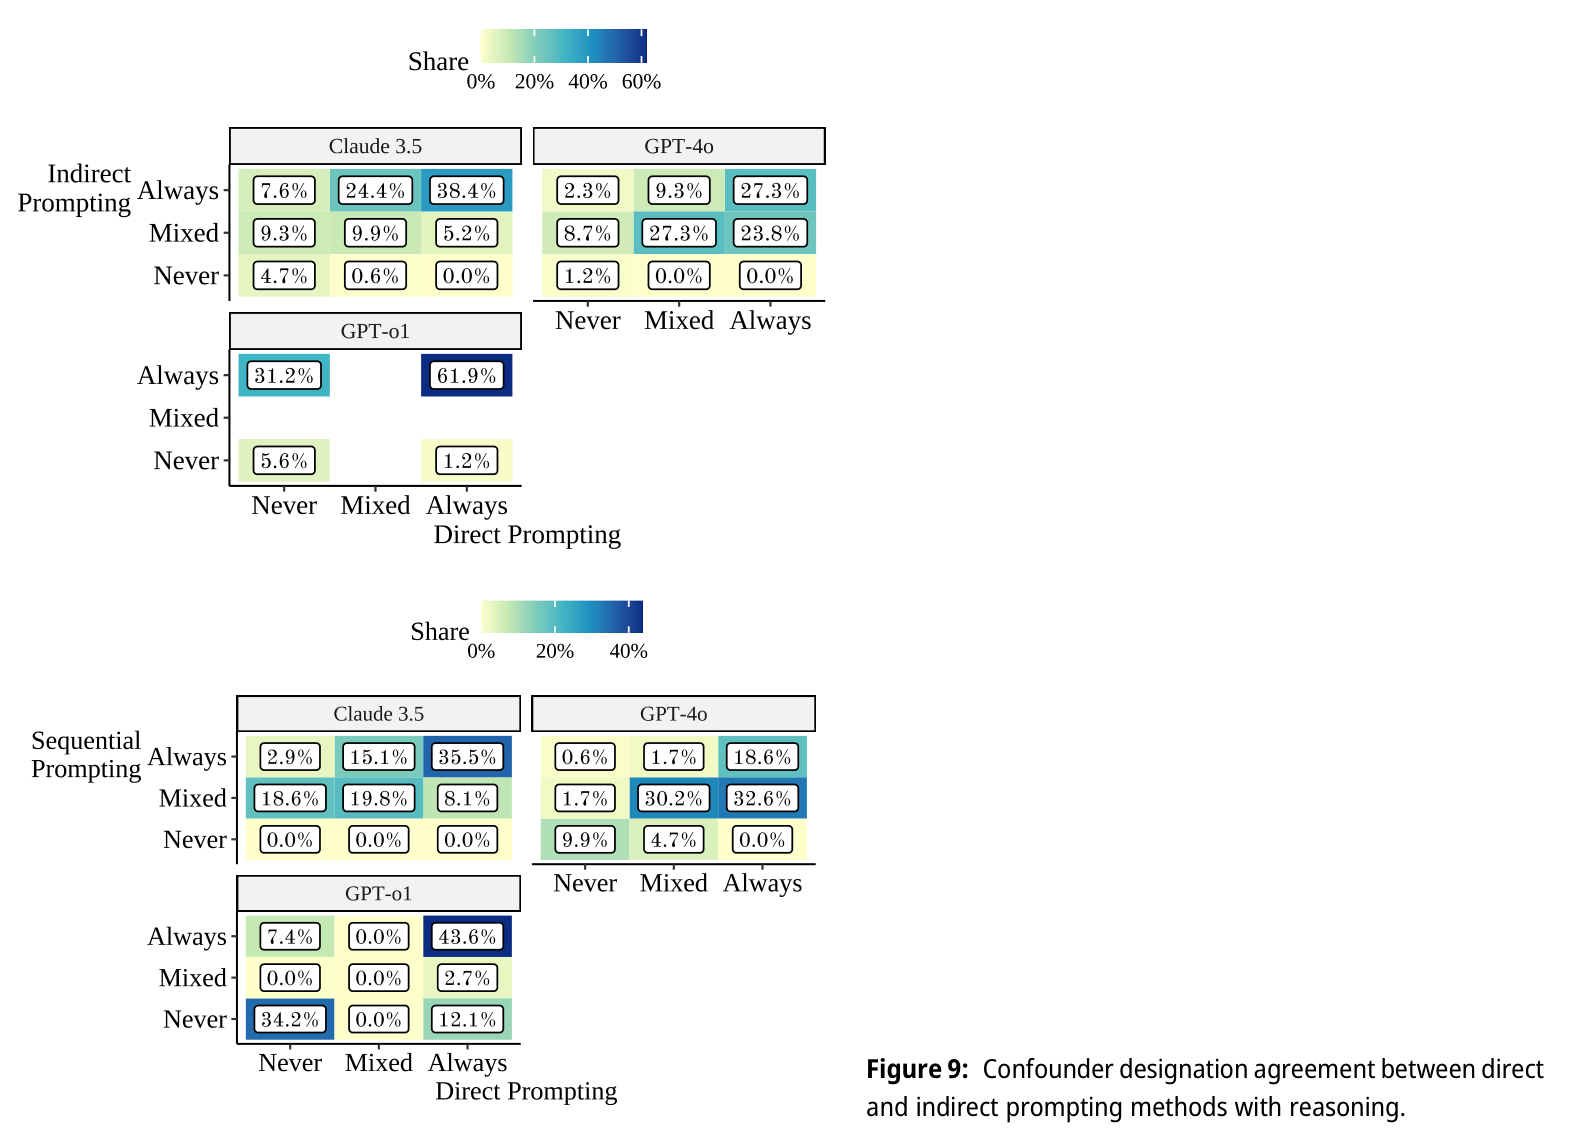 Share
0% 20% 40% 60%
Claude 3.5 GPT-4o
Indirect
Prompting
Always 7.6% 24.4% 38.4% 2.3% 9.3% 27.3%
Mixed 9.3% 9.9% 5.2% 8.7% 27.3% 23.8%
Never 4.7% 0.6% 0.0% 1.2% 0.0% 0.0%
Never Mixed Always
GPT-o1
Always 31.2% 61.9%
Mixed
Never 5.6% 1.2%
Never Mixed Always
Direct Prompting
Share
0% 20% 40%
Claude 3.5 GPT-4o
Sequential
Prompting
Always 2.9% 15.1% 35.5% 0.6% 1.7% 18.6%
Mixed 18.6% 19.8% 8.1% 1.7% 30.2% 32.6%
Never 0.0% 0.0% 0.0% 9.9% 4.7% 0.0%
Never Mixed Always
GPT-o1
Always 7.4% 0.0% 43.6%
Mixed 0.0% 0.0% 2.7%
Never 34.2% 0.0% 12.1%
Never Mixed Always
Direct Prompting
Figure 9: Confounder designation agreement between direct
and indirect prompting methods with reasoning.